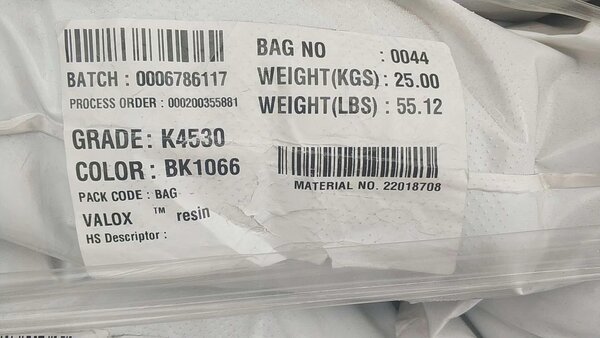 BATCH : 0006786117
PROCESS ORDER : 000200355881
GRADE: K4530
COLOR: BK1066
PACK CODE : BAG
VALOX ™ resin
HS Descriptor :
BAG NO : 0044
WEIGHT(KGS) : 25.00
WEIGHT(LBS) : 55.12
MATERIAL NO. 22018708